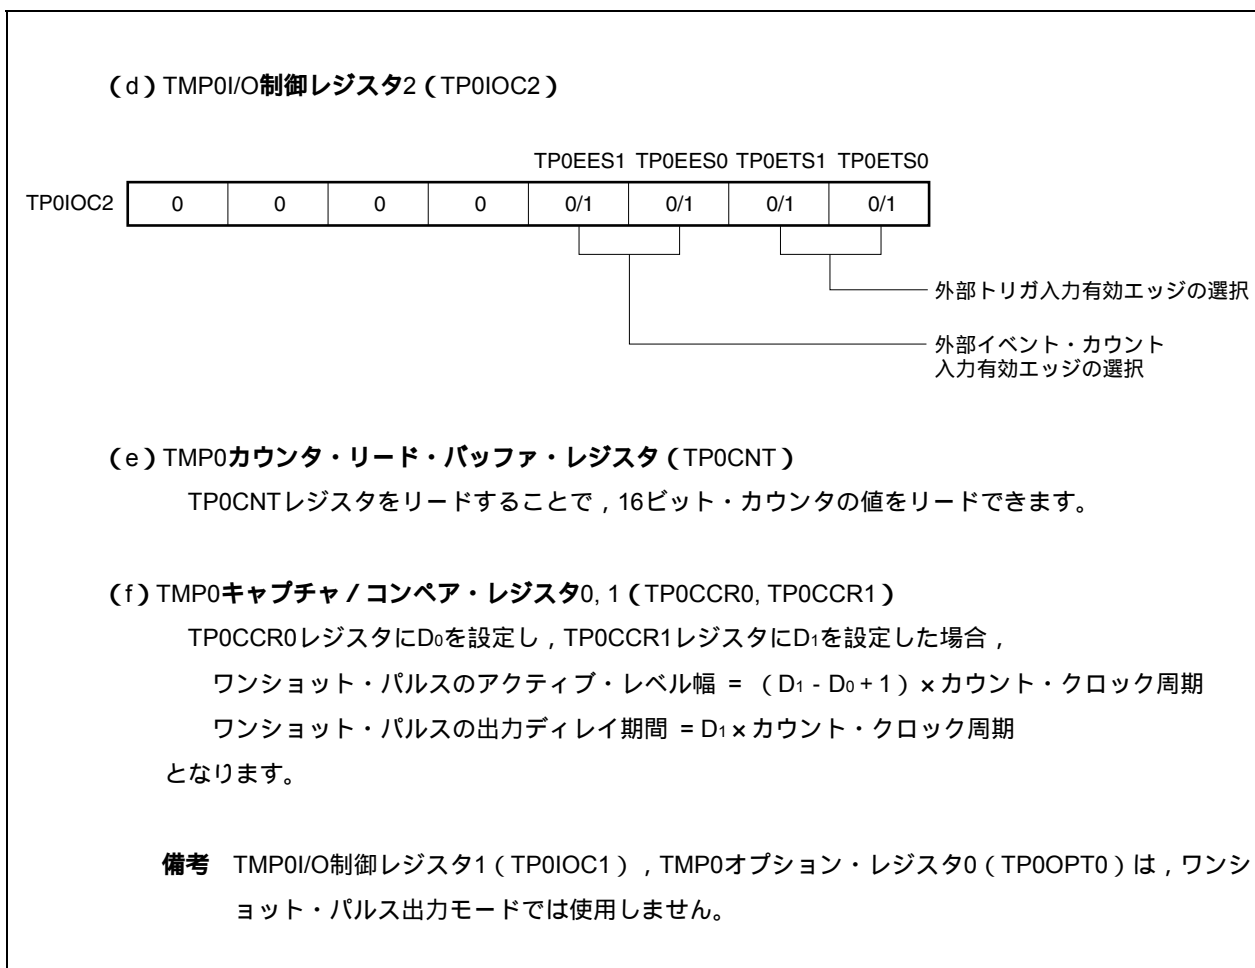 （d）TMP0I/O制御レジスタ2（TP0IOC2）
TP0EES1 TP0EES0 TP0ETS1 TP0ETS0
TP0IOC2 0 0 0 0 0/1 0/1 0/1 0/1
外部トリガ入力有効エッジの選択
外部イベント・カウント
入力有効エッジの選択
（e）TMP0カウンタ・リード・バッファ・レジスタ（TP0CNT）
TP0CNTレジスタをリードすることで，16ビット・カウンタの値をリードできます。
（f）TMP0キャプチャ／コンペア・レジスタ0, 1（TP0CCR0, TP0CCR1）
TP0CCR0レジスタにD0を設定し，TP0CCR1レジスタにD1を設定した場合，
ワンショット・パルスのアクティブ・レベル幅 = （D1 - D0 + 1）×カウント・クロック周期
ワンショット・パルスの出力ディレイ期間 = D1×カウント・クロック周期
となります。
備考 TMP0I/O制御レジスタ1（TP0IOC1），TMP0オプション・レジスタ0（TP0OPT0）は，ワンシ
ョット・パルス出力モードでは使用しません。